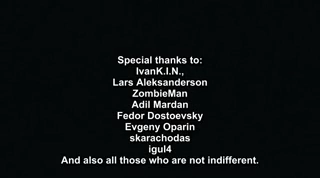 Special thanks to:
IvanK.I.N.,
Lars Aleksanderson
ZombieMan
Adil Mardan
Fedor Dostoevsky
Evgeny Oparin
skarachodas
igul4
And also all those who are not indifferent.